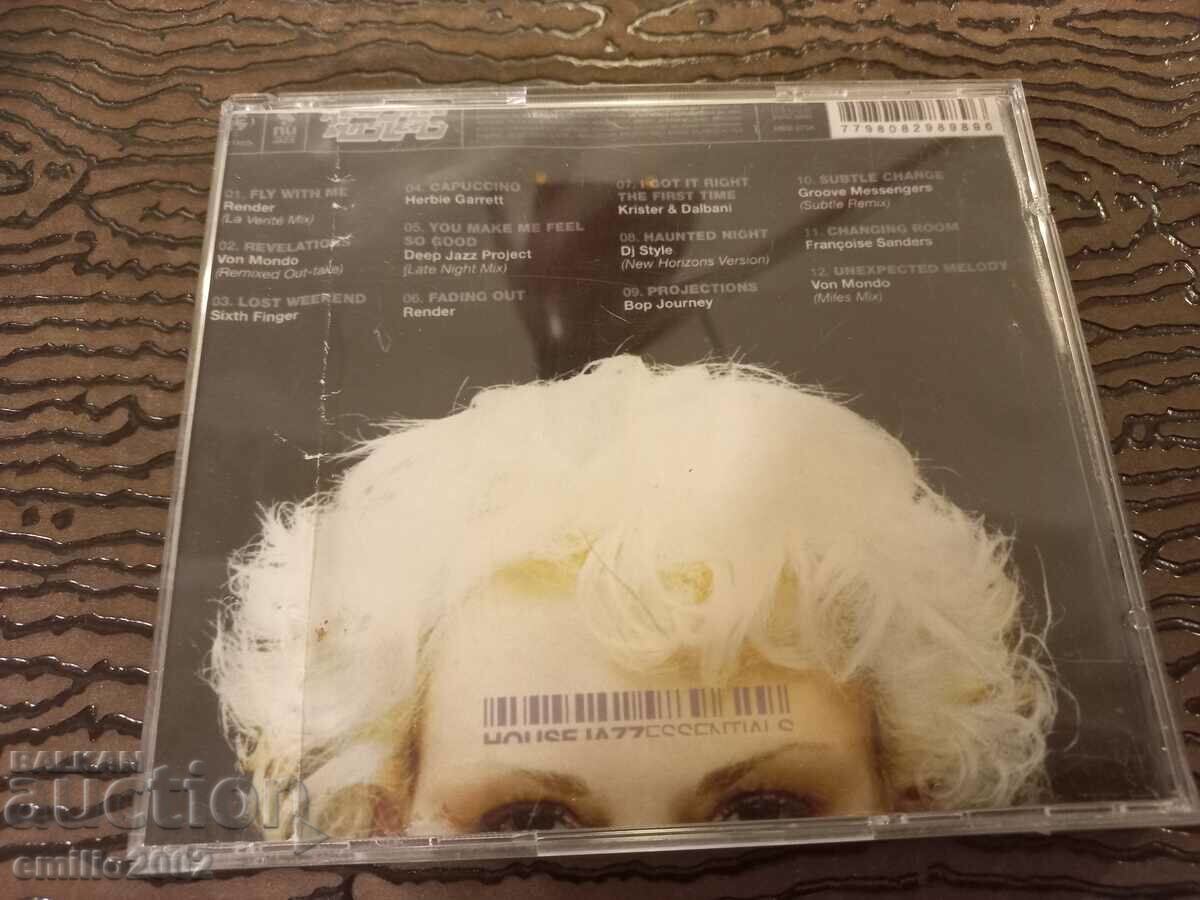 nu
7798082989896
01. FLY WITH ME
Render
(La Verité Mix)
02. REVELATIONS
Von Mondo
(Remixed Out-take)
03. LOST WEEKEND
Sixth Finger
04. CAPUCCINO
Herbie Garrett
05. YOU MAKE ME FEEL
SO GOOD
Deep Jazz Project
(Late Night Mix)
06. FADING OUT
Render
07. I GOT IT RIGHT
THE FIRST TIME
Krister & Dalbani
08. HAUNTED NIGHT
Dj Style
(New Horizons Version)
09. PROJECTIONS
Bop Journey
10. SUBTLE CHANGE
Groove Messengers
(Subtle Remix)
11. CHANGING ROOM
Françoise Sanders
12. UNEXPECTED MELODY
Von Mondo
(Miles Mix)
HOUSEJAZZESSENTIALS
BALKAN
auction
emilio2002